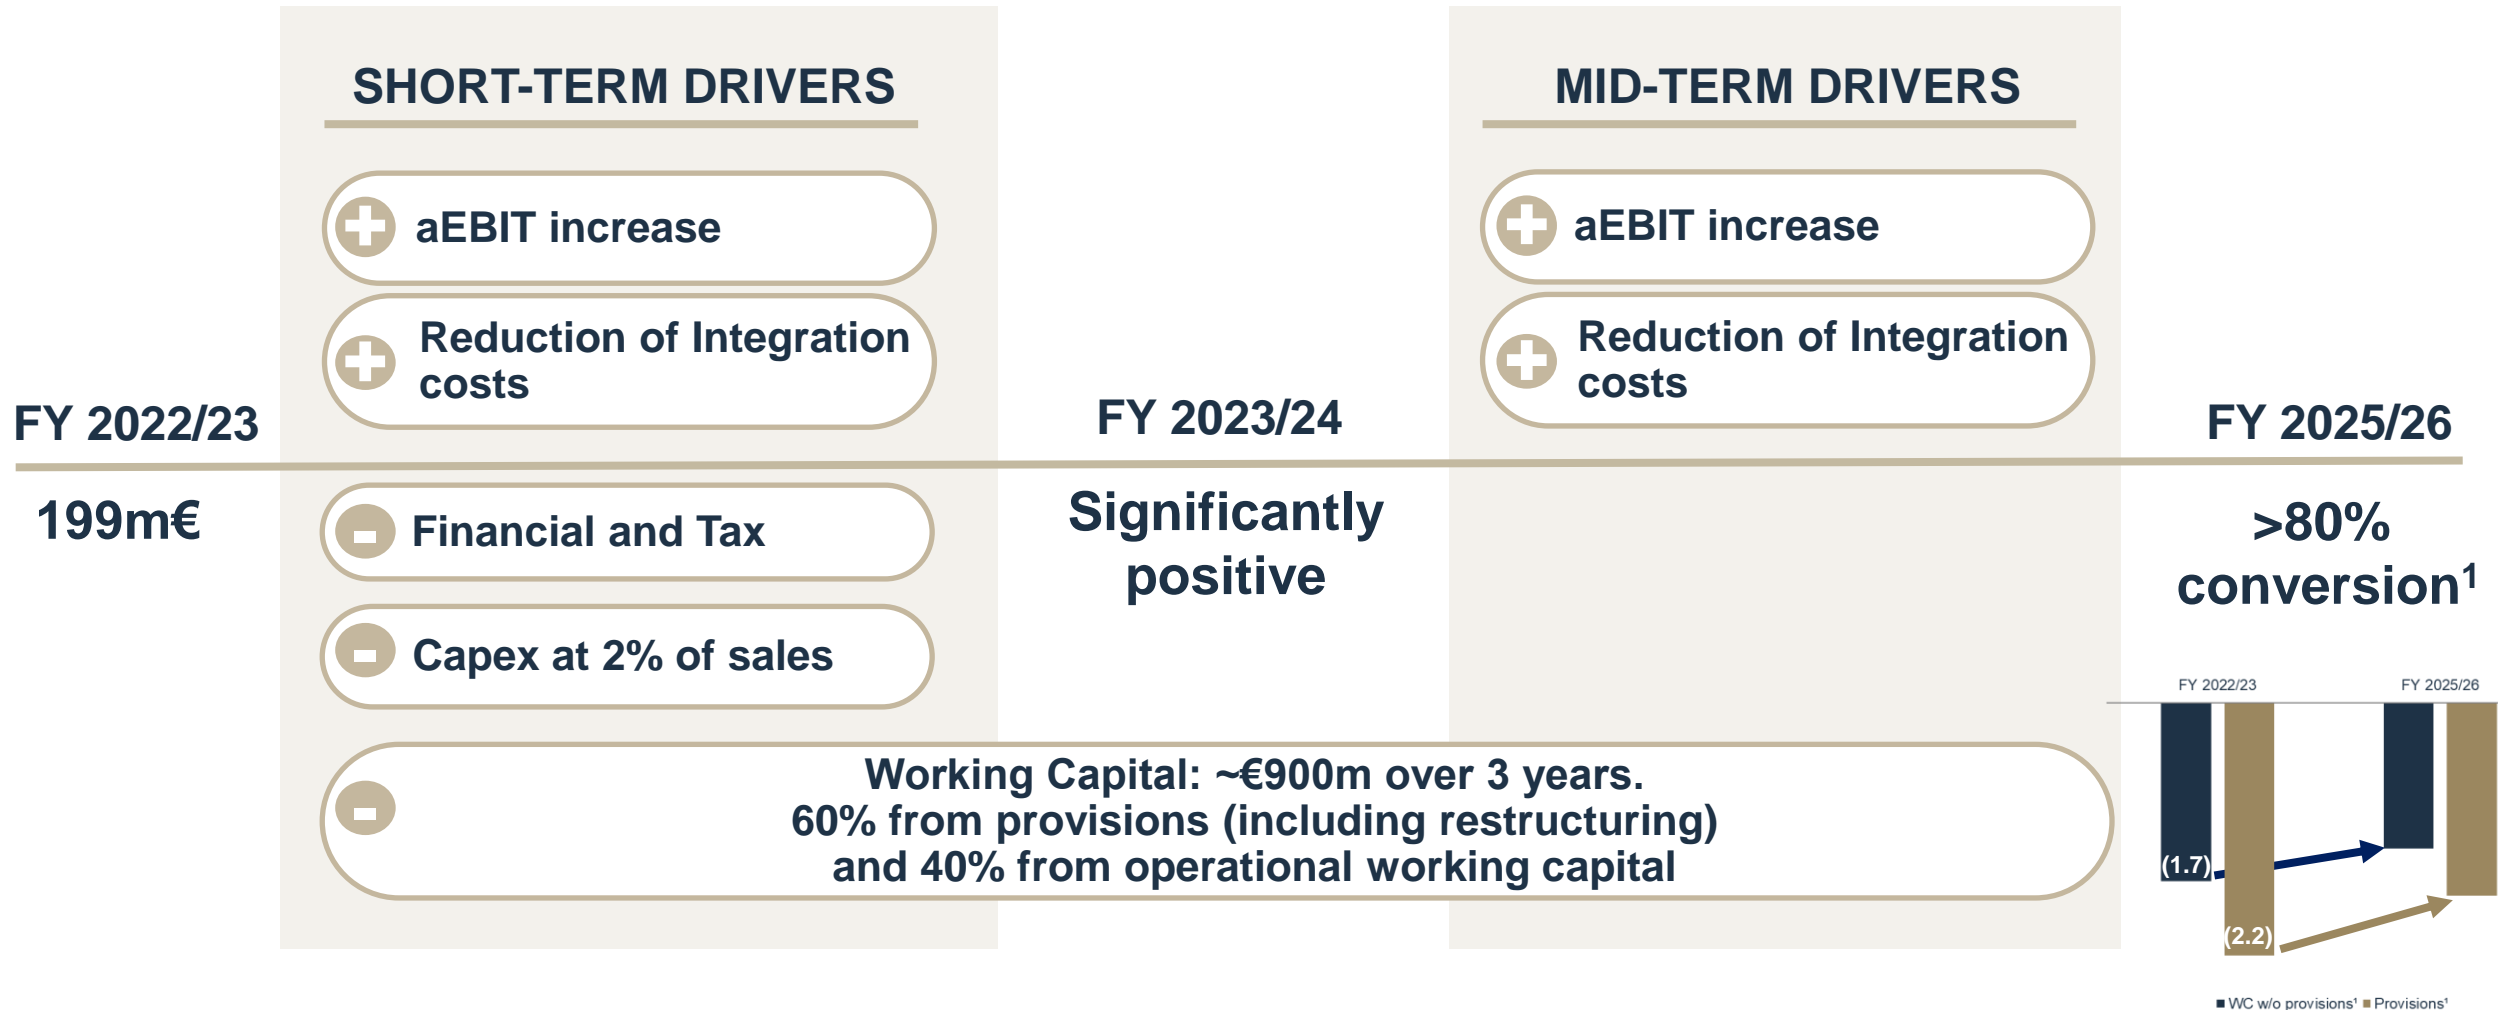 SHORT-TERM DRIVERS
aEBIT increase
Reduction of Integration
costs
FY 2022/23
199m€
Financial and Tax
Capex at 2% of sales
FY 2023/24
Significantly
positive
MID-TERM DRIVERS
aEBIT increase
Reduction of Integration
costs
FY 2025/26
>80%
conversion¹
Working Capital: ~€900m over 3 years.
60% from provisions (including restructuring)
and 40% from operational working capital
FY 2022/23
FY 2025/26
(1.7)
(2.2)
WC w/o provisions¹
Provisions¹